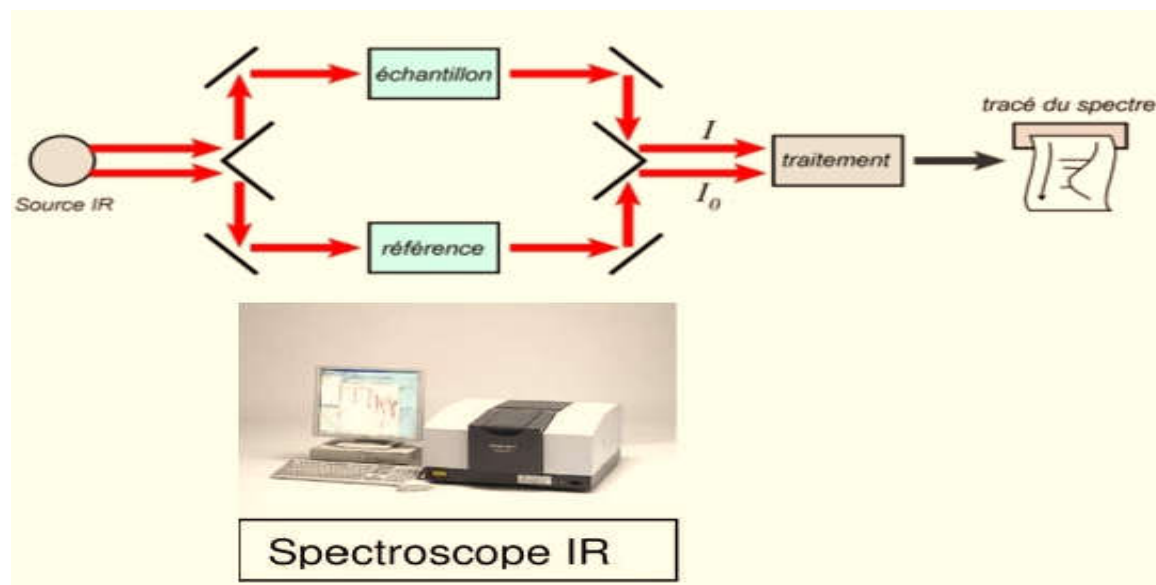 échantillon
tracé du spectre
I
traitement
Source IR
I0
référence
Spectroscope IR